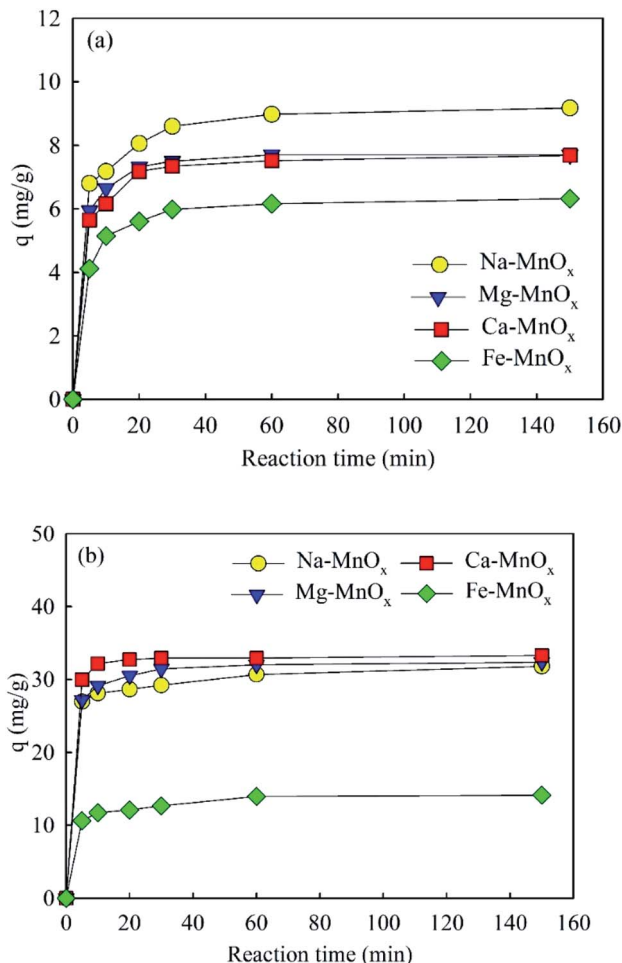 (a)
q (mg/g)
12
10
8
6
4
2
0
Na-MnOₓ
Mg-MnOₓ
Ca-MnOₓ
Fe-MnOₓ
0 20 40 60 80 100 120 140 160
Reaction time (min)
(b)
q (mg/g)
50
40
30
20
10
0
Na-MnOₓ Ca-MnOₓ
Mg-MnOₓ Fe-MnOₓ
0 20 40 60 80 100 120 140 160
Reaction time (min)